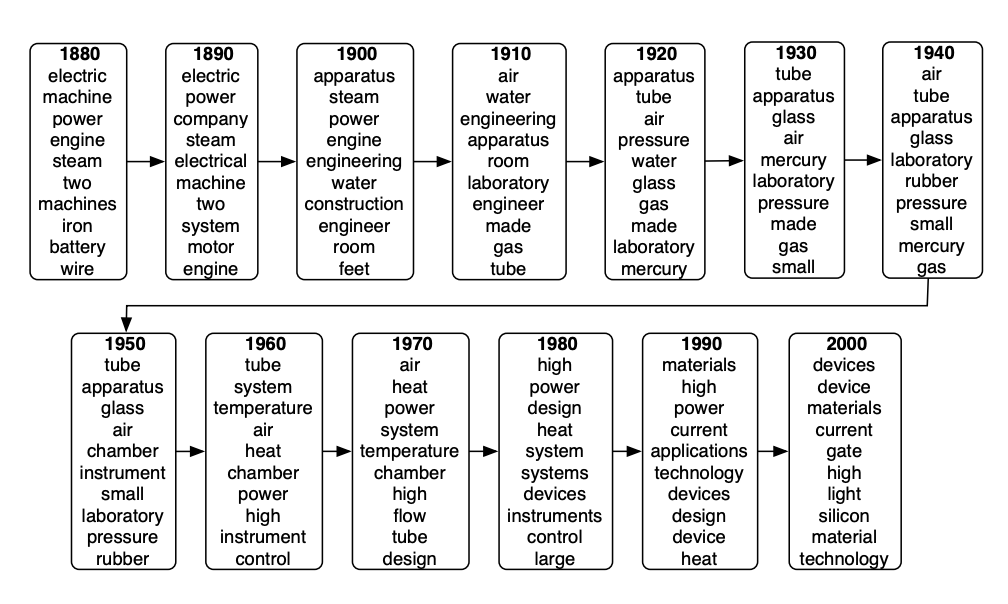 1880
electric
machine
power
engine
steam
two
machines
iron
battery
wire
1890
electric
power
company
steam
electrical
machine
two
system
motor
engine
1900
apparatus
steam
power
engine
engineering
water
construction
engineer
room
feet
1910
air
water
engineering
apparatus
room
laboratory
engineer
made
gas
tube
1920
apparatus
tube
air
pressure
water
glass
gas
made
laboratory
mercury
1930
tube
apparatus
glass
air
mercury
laboratory
pressure
made
gas
small
1940
air
tube
apparatus
glass
laboratory
rubber
pressure
small
mercury
gas
1950
tube
apparatus
glass
air
chamber
instrument
small
laboratory
pressure
rubber
1960
tube
system
temperature
air
heat
chamber
power
high
instrument
control
1970
air
heat
power
system
temperature
chamber
high
flow
tube
design
1980
high
power
design
heat
system
systems
devices
instruments
control
large
1990
materials
high
power
current
applications
technology
devices
design
device
heat
2000
devices
device
materials
current
gate
high
light
silicon
material
technology